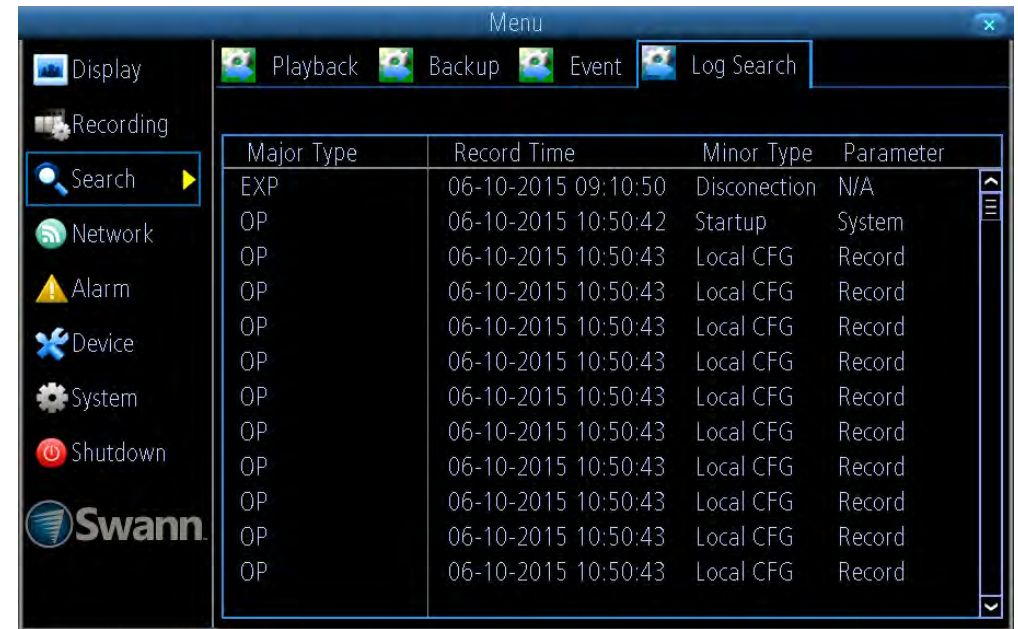 Menu
Display
Recording
Search
Network
Alarm
Device
System
Shutdown
Swann
Playback Backup Event Log Search
Major Type Record Time Minor Type Parameter
EXP 06-10-2015 09:10:50 Disconection N/A
OP 06-10-2015 10:50:42 Startup System
OP 06-10-2015 10:50:43 Local CFG Record
OP 06-10-2015 10:50:43 Local CFG Record
OP 06-10-2015 10:50:43 Local CFG Record
OP 06-10-2015 10:50:43 Local CFG Record
OP 06-10-2015 10:50:43 Local CFG Record
OP 06-10-2015 10:50:43 Local CFG Record
OP 06-10-2015 10:50:43 Local CFG Record
OP 06-10-2015 10:50:43 Local CFG Record
OP 06-10-2015 10:50:43 Local CFG Record
OP 06-10-2015 10:50:43 Local CFG Record